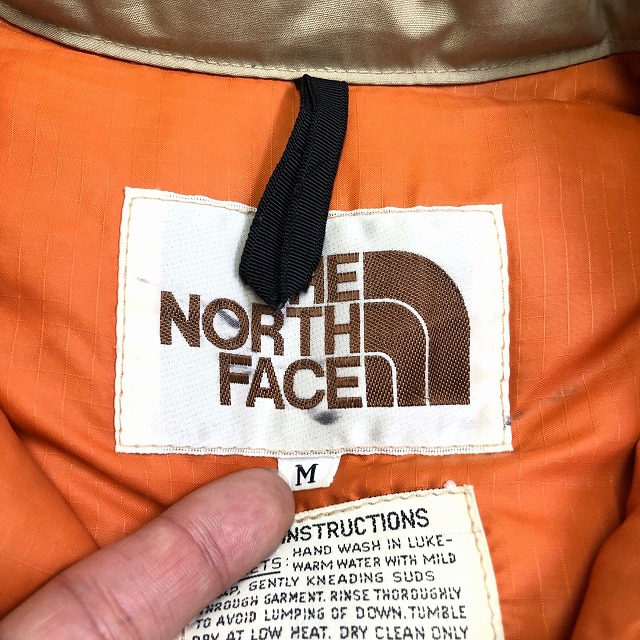 THE
NORTH
FACE
M
INSTRUCTIONS
HAND WASH IN LUKE-
: WARM WATER WITH MILD
GENTLY KNEADING SUDS
THROUGH GARMENT. RINSE THOROUGHLY
TO AVOID LUMPING OF DOWN. TUMBLE
DRY AT LOW HEAT. DRY CLEAN ONLY